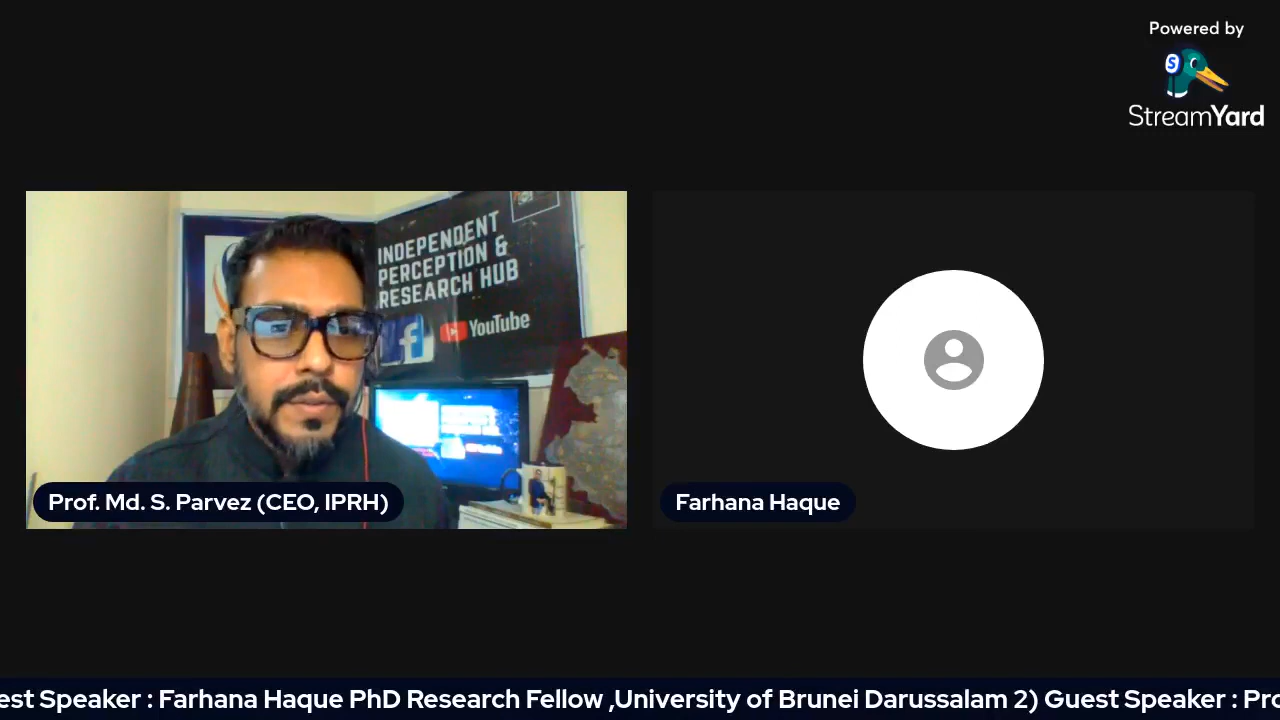 Powered by
S
StreamYard
INDEPENDENT
PERCEPTION &
RESEARCH HUB
f
YouTube
Prof. Md. S. Parvez (CEO, IPRH)
Farhana Haque
est Speaker : Farhana Haque PhD Research Fellow ,University of Brunei Darussalam 2) Guest Speaker : Pro